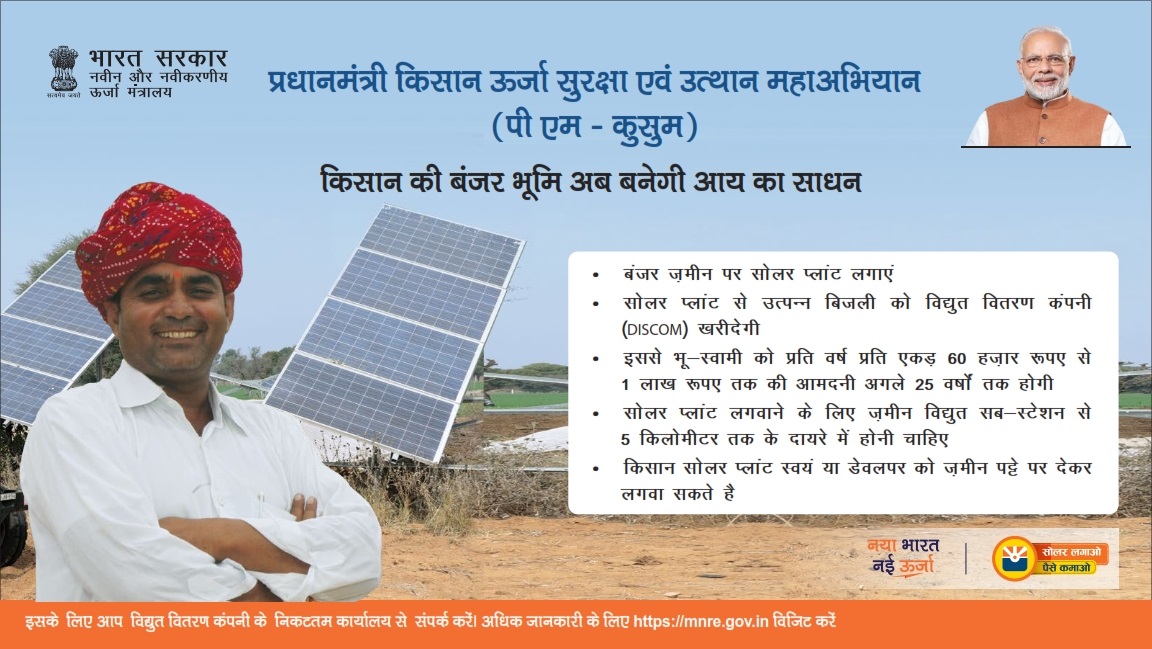 भारत सरकार
नवीन और नवीकरणीय
ऊर्जा मंत्रालय
सत्यमेव जयते
प्रधानमंत्री किसान ऊर्जा सुरक्षा एवं उत्थान महाअभियान
(पी एम - कुसुम)
किसान की बंजर भूमि अब बनेगी आय का साधन
• बंजर ज़मीन पर सोलर प्लांट लगाएं
• सोलर प्लांट से उत्पन्न बिजली को विद्युत वितरण कंपनी
(DISCOM) खरीदेगी
• इससे भू–स्वामी को प्रति वर्ष प्रति एकड़ 60 हज़ार रूपए से
1 लाख रूपए तक की आमदनी अगले 25 वर्षों तक होगी
• सोलर प्लांट लगवाने के लिए ज़मीन विद्युत सब–स्टेशन से
5 किलोमीटर तक के दायरे में होनी चाहिए
• किसान सोलर प्लांट स्वयं या डेवलपर को ज़मीन पट्टे पर देकर
लगवा सकते है
नया भारत
नई ऊर्जा
सोलर लगाओ
पैसे कमाओ
इसके लिए आप विद्युत वितरण कंपनी के निकटतम कार्यालय से संपर्क करें। अधिक जानकारी के लिए https://mnre.gov.in विजिट करें